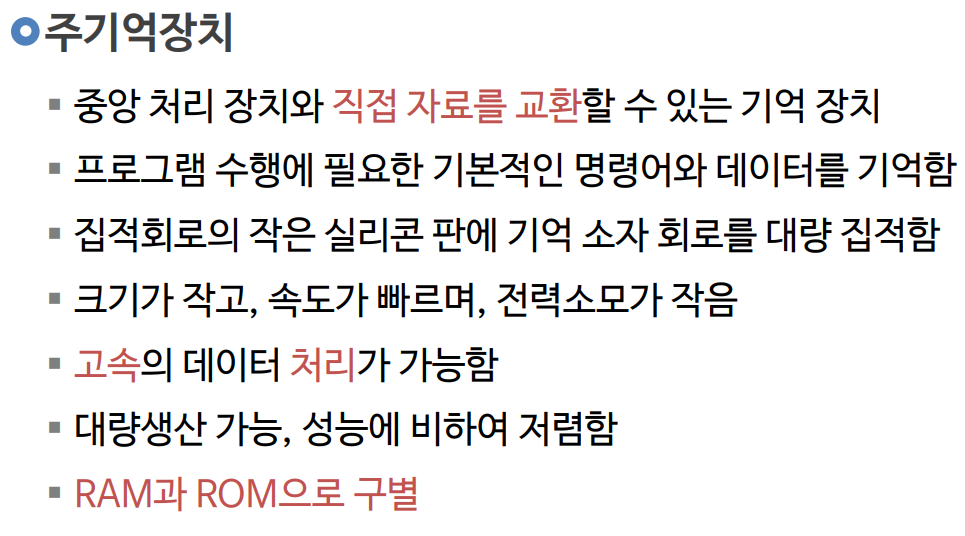 주기억장치
중앙 처리 장치와 직접 자료를 교환할 수 있는 기억 장치
프로그램 수행에 필요한 기본적인 명령어와 데이터를 기억함
집적회로의 작은 실리콘 판에 기억 소자 회로를 대량 집적함
크기가 작고, 속도가 빠르며, 전력소모가 작음
고속의 데이터 처리가 가능함
대량생산 가능, 성능에 비하여 저렴함
RAM과 ROM으로 구별